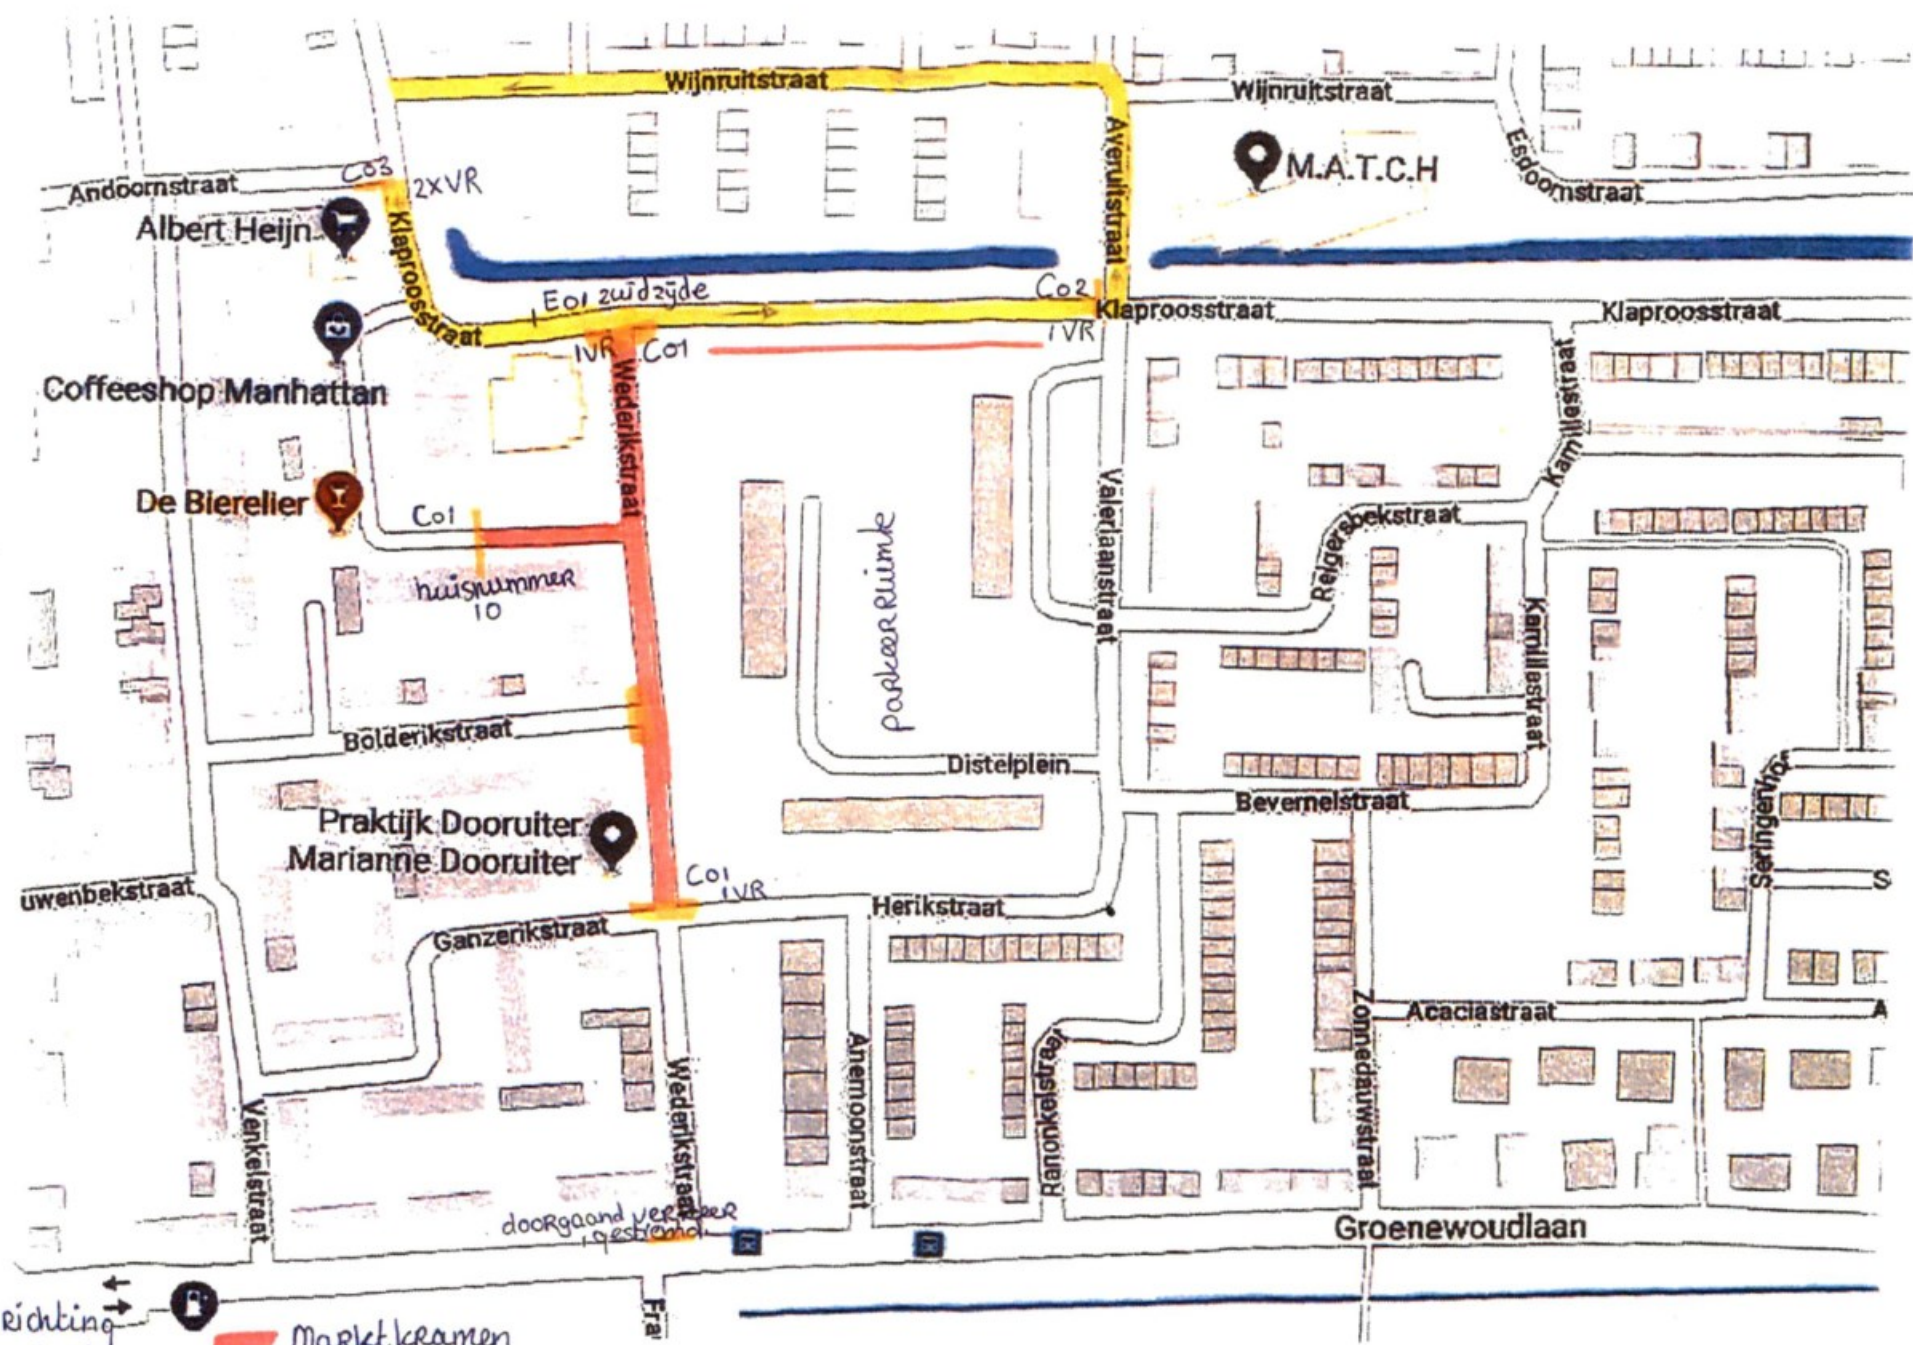 Wijnruitstraat
Wijnruitstraat
Averuitstraat
M.A.T.C.H
Esdoornstraat
Andoornstraat
C03
2XVR
Albert Heijn
Klaproosstraat
E01 zuidzijde
C02
Klaproosstraat
Klaproosstraat
1VR
1VR
C01
Coffeeshop Manhattan
Wederikstraat
Kamillestraat
De Bierelier
C01
Valeriaanstraat
Reigersbekstraat
huisnummer
10
parkeerruimte
Kamillestraat
Bolderikstraat
Distelplein
Bevernelstraat
Praktijk Dooruiter
Marianne Dooruiter
C01
1VR
uwenbekstraat
Herikstraat
Ganzerikstraat
S
Zonnedauwstraat
Acaciastraat
A
Anemoonstraat
Ranonkelstraat
Wederikstraat
Venkelstraat
doorgaand verkeer
gestremd
Groenewoudlaan
Richting
Fra
Marktkramen